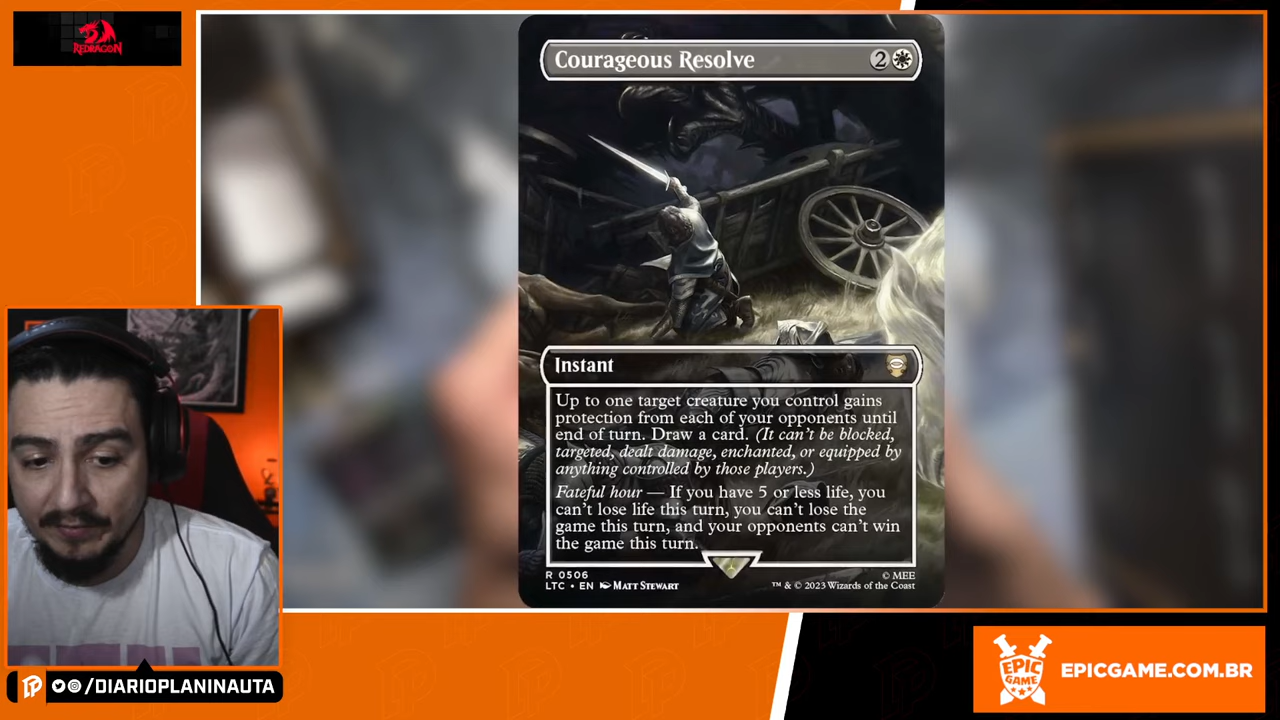 REDRAGON
Courageous Resolve 2
Instant
Up to one target creature you control gains
protection from each of your opponents until
end of turn. Draw a card. (It can't be blocked,
targeted, dealt damage, enchanted, or equipped by
anything controlled by those players.)
Fateful hour — If you have 5 or less life, you
can't lose life this turn, you can't lose the
game this turn, and your opponents can't win
the game this turn.
R 0506
LTC • EN MATT STEWART
© MEE
™ & © 2023 Wizards of the Coast
/DIARIOPLANINAUTA
EPIC
GAME
EPICGAME.COM.BR